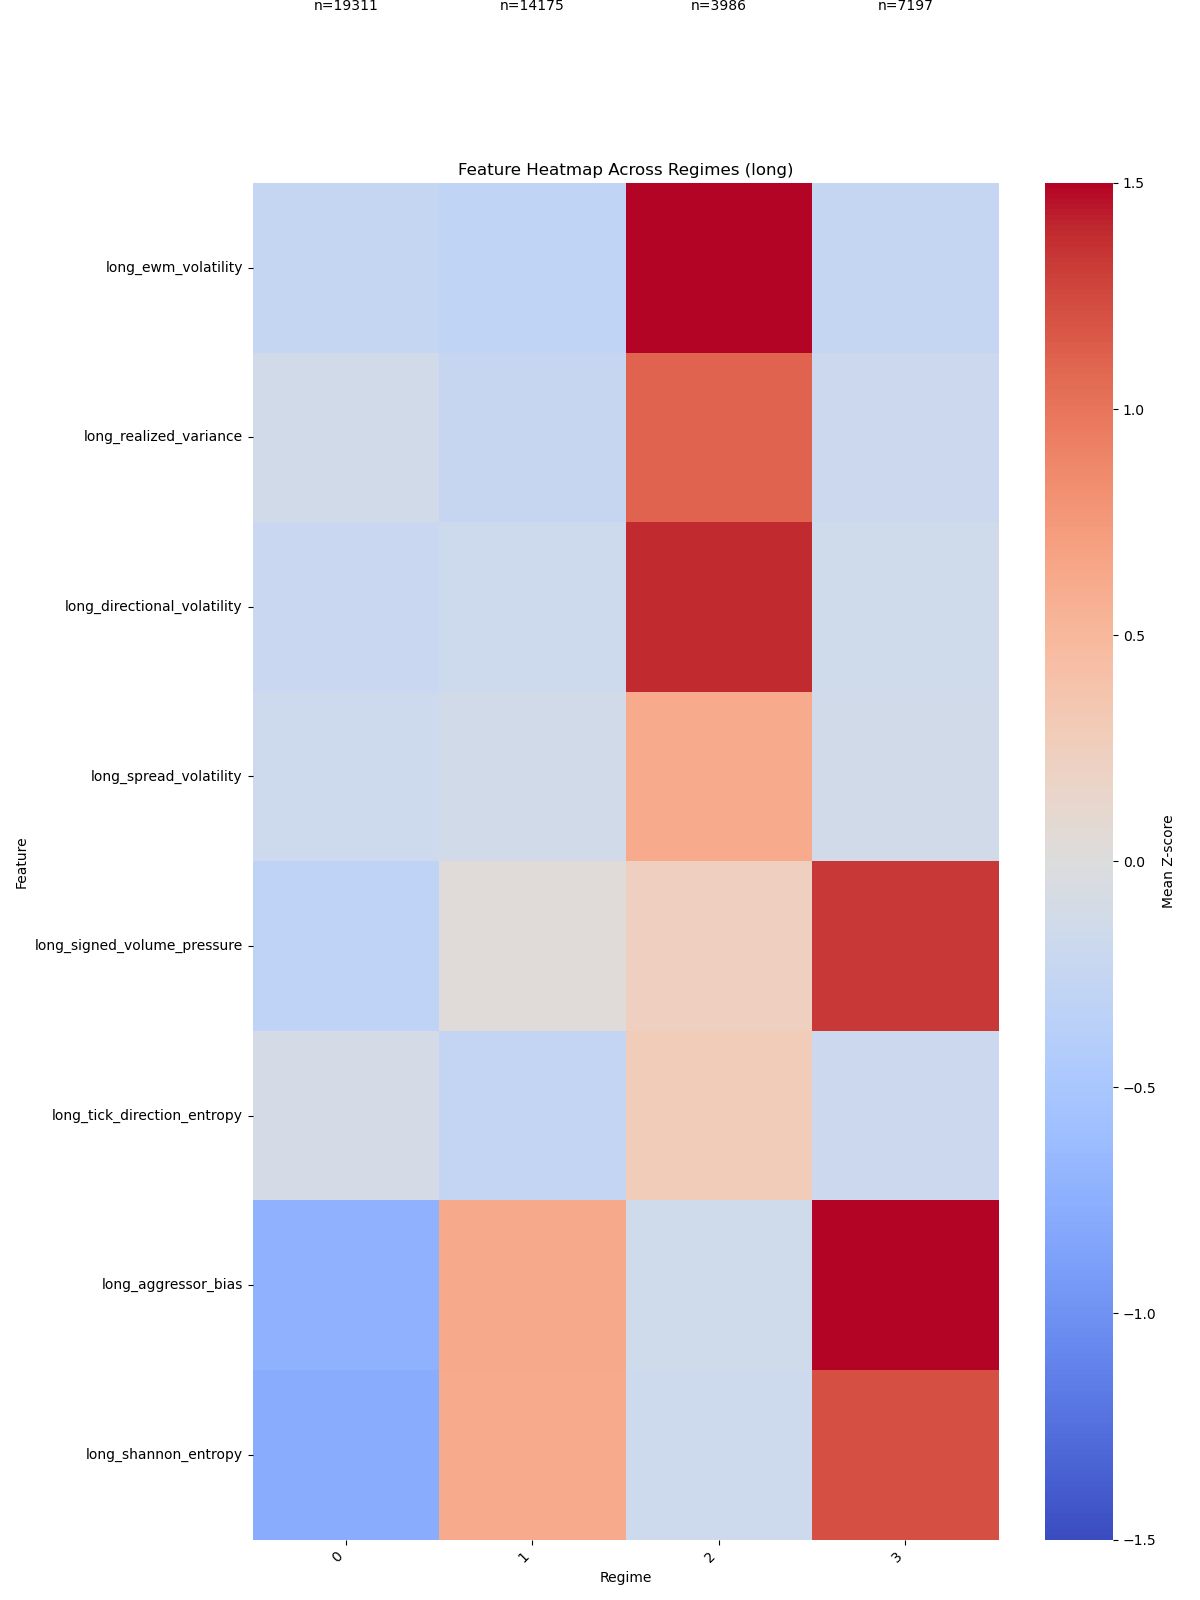 n=19311 n=14175 n=3986 n=7197
Feature Heatmap Across Regimes (long)
long_ewm_volatility
long_realized_variance
long_directional_volatility
long_spread_volatility
long_signed_volume_pressure
long_tick_direction_entropy
long_aggressor_bias
long_shannon_entropy
Feature
0 1 2 3
Regime
1.5
1.0
0.5
0.0
−0.5
−1.0
−1.5
Mean Z-score